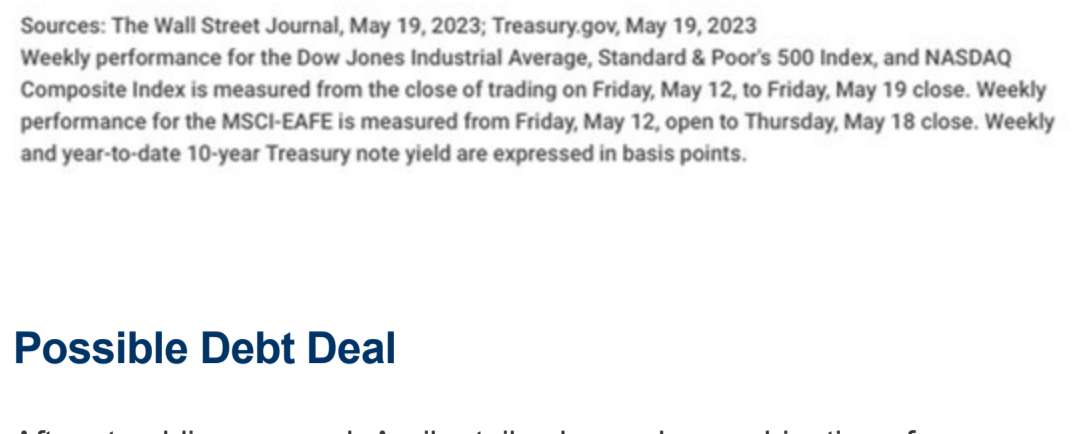 Sources: The Wall Street Journal, May 19, 2023; Treasury.gov, May 19, 2023
Weekly performance for the Dow Jones Industrial Average, Standard & Poor's 500 Index, and NASDAQ
Composite Index is measured from the close of trading on Friday, May 12, to Friday, May 19 close. Weekly
performance for the MSCI-EAFE is measured from Friday, May 12, open to Thursday, May 18 close. Weekly
and year-to-date 10-year Treasury note yield are expressed in basis points.
Possible Debt Deal